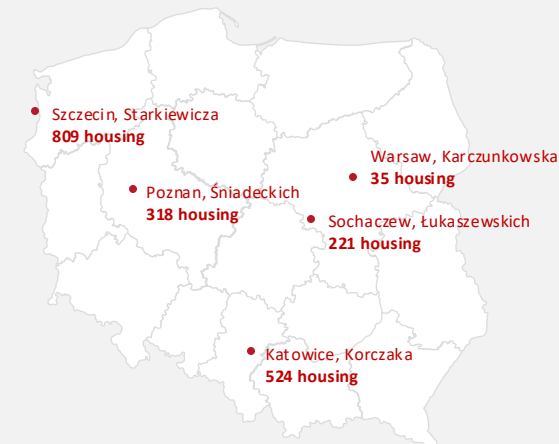 Szczecin, Starkiewicza
809 housing
Warsaw, Karczunkowska
35 housing
Poznan, Śniadeckich
318 housing
Sochaczew, Łukaszewskich
221 housing
Katowice, Korczaka
524 housing